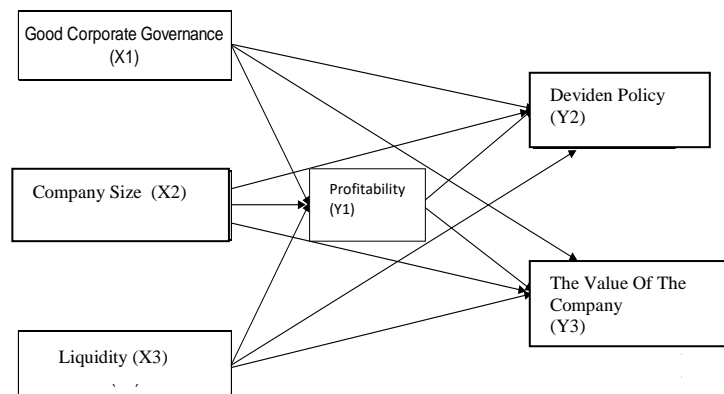 Good Corporate Governance
(X1)
Deviden Policy
(Y2)
Company Size (X2)
Profitability
(Y1)
The Value Of The
Company
(Y3)
Liquidity (X3)